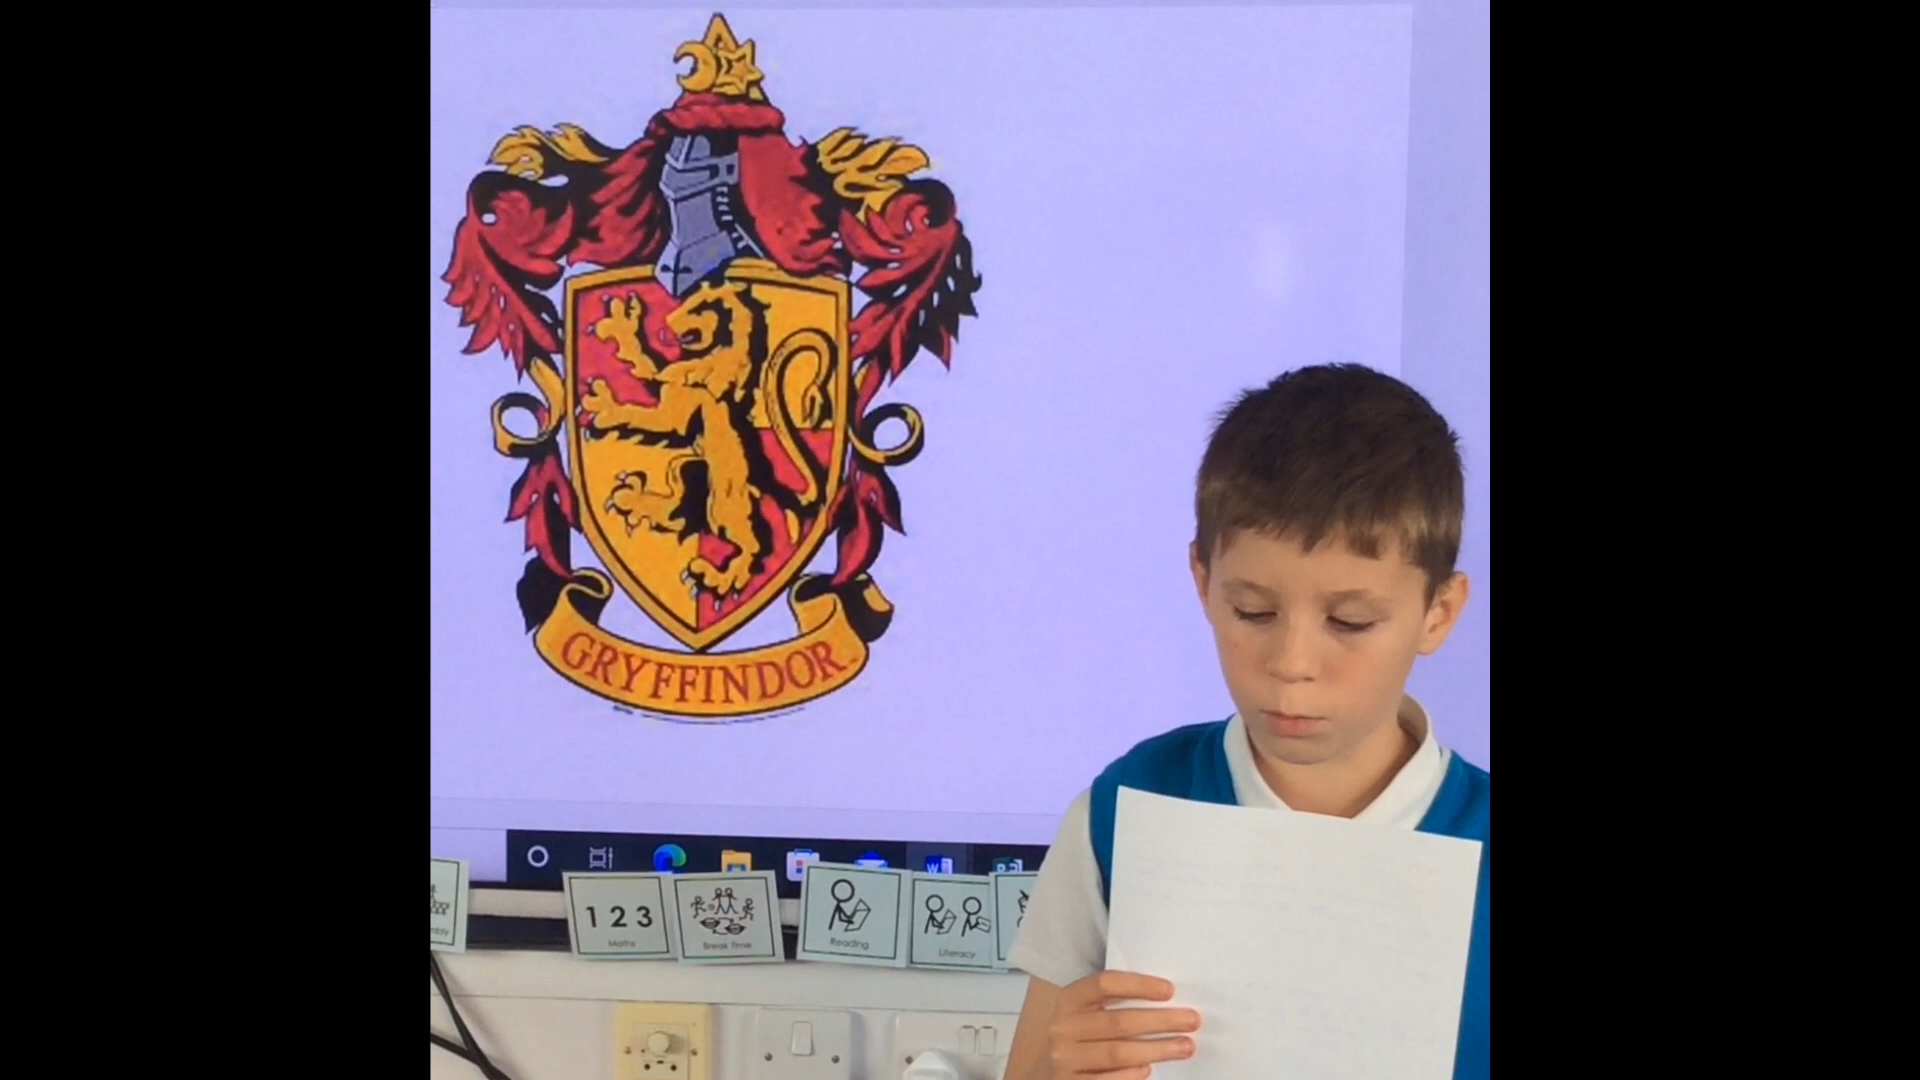 GRYFFINDOR
1 2 3
Maths
Break Time
Reading
Literacy